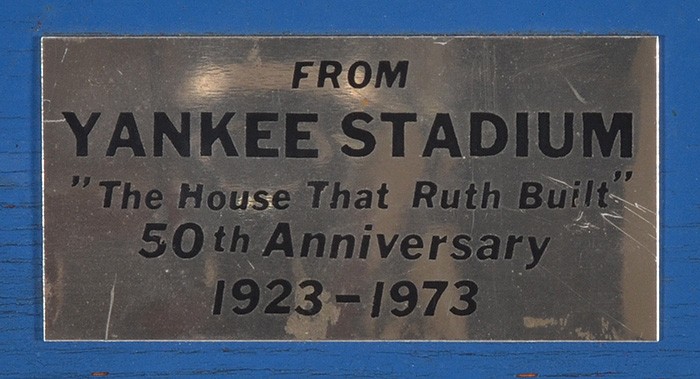 FROM
YANKEE STADIUM
"The House That Ruth Built"
50th Anniversary
1923-1973